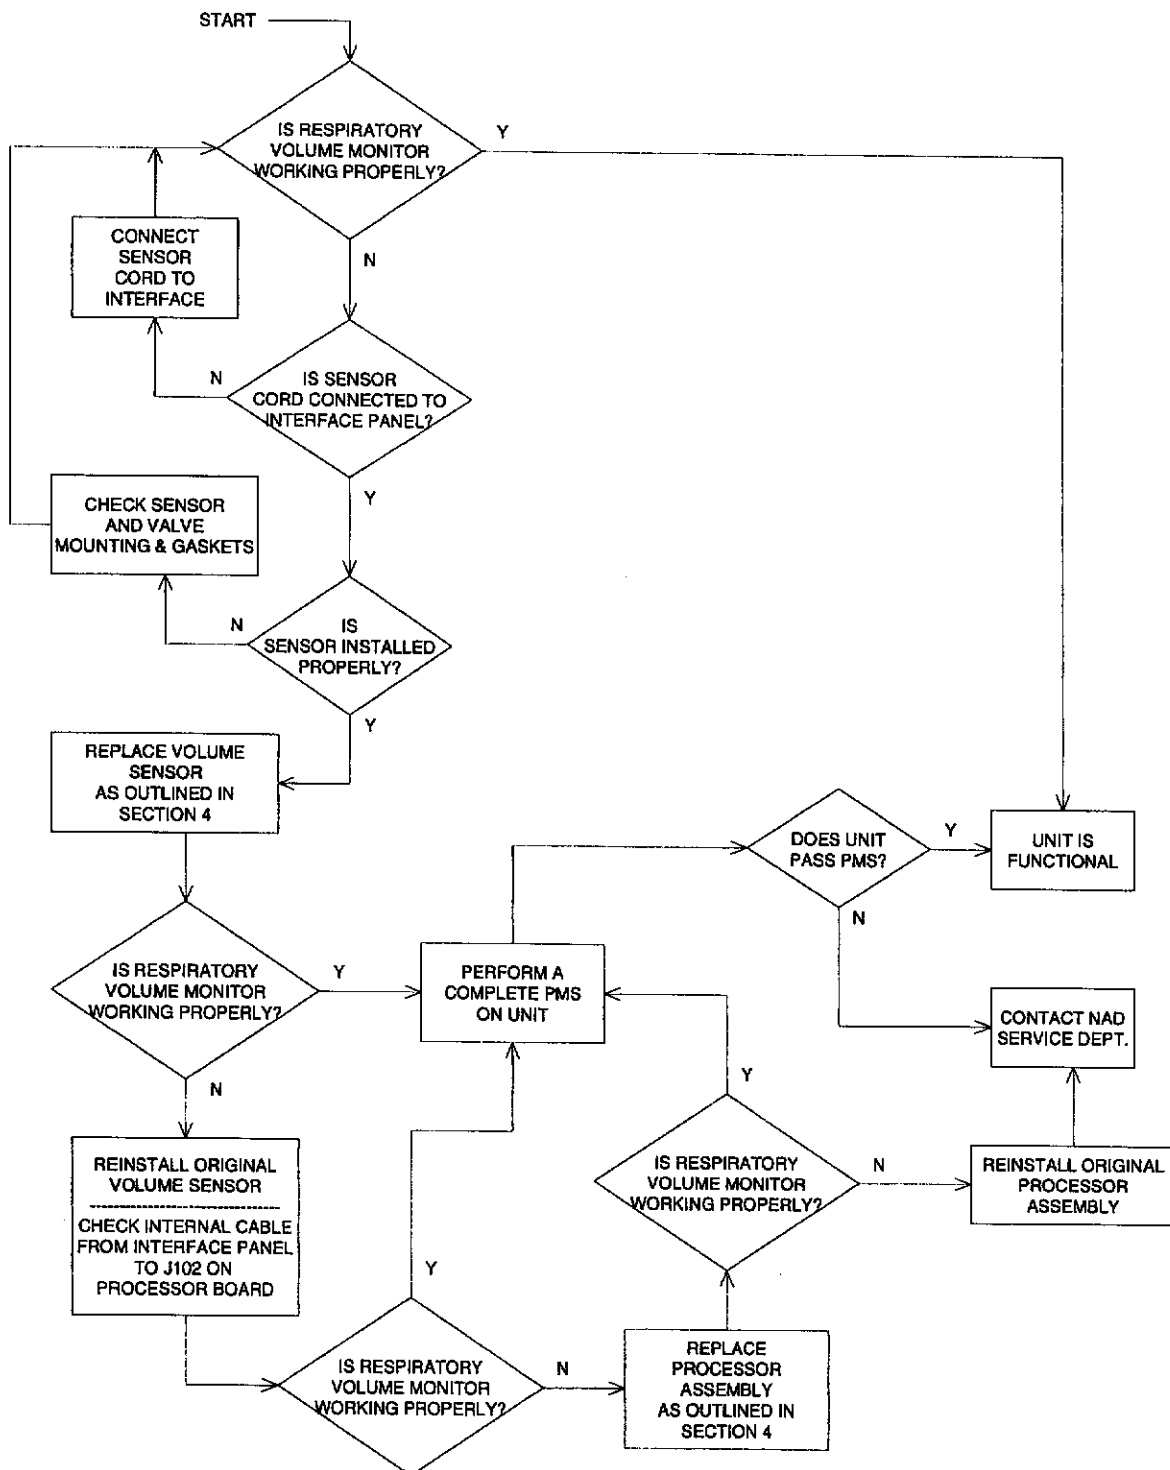 START
IS RESPIRATORY
VOLUME MONITOR
WORKING PROPERLY?
Y
N
CONNECT
SENSOR
CORD TO
INTERFACE
IS SENSOR
CORD CONNECTED TO
INTERFACE PANEL?
N
Y
CHECK SENSOR
AND VALVE
MOUNTING & GASKETS
IS
SENSOR INSTALLED
PROPERLY?
N
Y
REPLACE VOLUME
SENSOR
AS OUTLINED IN
SECTION 4
IS RESPIRATORY
VOLUME MONITOR
WORKING PROPERLY?
Y
N
PERFORM A
COMPLETE PMS
ON UNIT
DOES UNIT
PASS PMS?
Y
N
UNIT IS
FUNCTIONAL
CONTACT NAD
SERVICE DEPT.
REINSTALL ORIGINAL
VOLUME SENSOR
CHECK INTERNAL CABLE
FROM INTERFACE PANEL
TO J102 ON
PROCESSOR BOARD
IS RESPIRATORY
VOLUME MONITOR
WORKING PROPERLY?
Y
N
REPLACE
PROCESSOR
ASSEMBLY
AS OUTLINED IN
SECTION 4
IS RESPIRATORY
VOLUME MONITOR
WORKING PROPERLY?
Y
N
REINSTALL ORIGINAL
PROCESSOR
ASSEMBLY